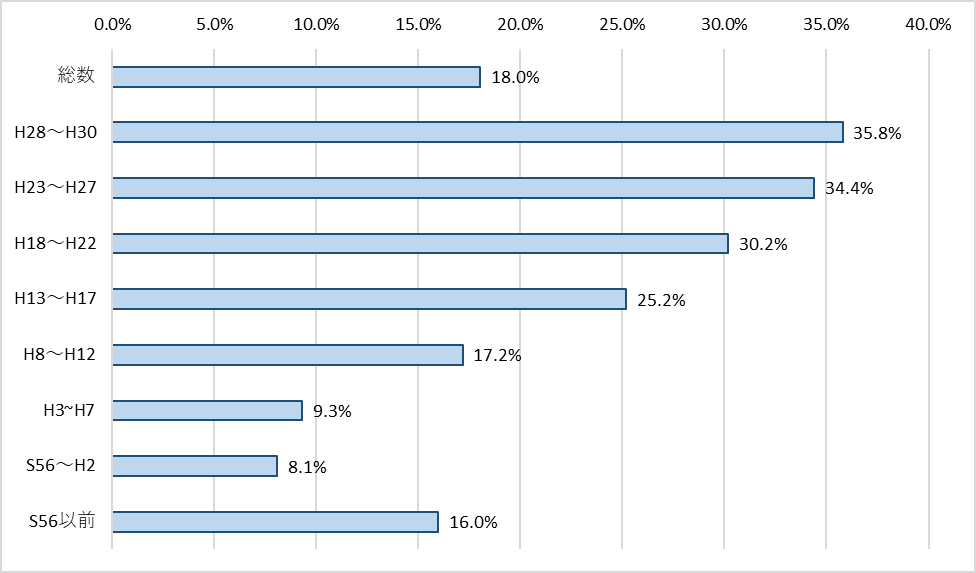 0.0% 5.0% 10.0% 15.0% 20.0% 25.0% 30.0% 35.0% 40.0%
総数 18.0%
H28～H30 35.8%
H23～H27 34.4%
H18～H22 30.2%
H13～H17 25.2%
H8～H12 17.2%
H3~H7 9.3%
S56～H2 8.1%
S56以前 16.0%